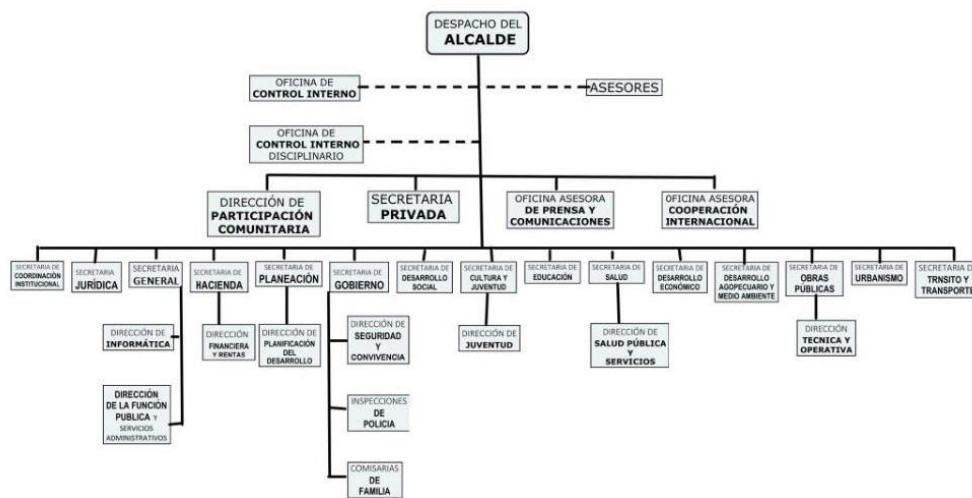 DESPACHO DEL
ALCALDE
OFICINA DE
CONTROL INTERNO
ASESORES
OFICINA DE
CONTROL INTERNO
DISCIPLINARIO
DIRECCIÓN DE
PARTICIPACIÓN
COMUNITARIA
SECRETARIA
PRIVADA
OFICINA ASESORA
DE PRENSA Y
COMUNICACIONES
OFICINA ASESORA
COOPERACIÓN
INTERNACIONAL
SECRETARIA DE
COORDINACIÓN
INSTITUCIONAL
SECRETARIA
JURÍDICA
SECRETARIA
GENERAL
SECRETARIA DE
HACIENDA
SECRETARIA DE
PLANEACIÓN
SECRETARIA DE
GOBIERNO
SECRETARIA DE
DESARROLLO
SOCIAL
SECRETARIA DE
CULTURA Y
JUVENTUD
SECRETARIA DE
EDUCACIÓN
SECRETARIA DE
SALUD
SECRETARIA DE
DESARROLLO
ECONÓMICO
SECRETARIA DE
DESARROLLO
AGOPECUARIO Y
MEDIO AMBIENTE
SECRETARIA DE
OBRAS
PÚBLICAS
SECRETARIA DE
URBANISMO
SECRETARIA DE
TRNSITO Y
TRANSPORTE
DIRECCIÓN DE
INFORMÁTICA
DIRECCIÓN
FINANCIERA
Y RENTAS
DIRECCIÓN DE
PLANIFICACIÓN
DEL
DESARROLLO
DIRECCIÓN DE
SEGURIDAD
Y
CONVIVENCIA
DIRECCIÓN DE
JUVENTUD
DIRECCIÓN DE
SALUD PÚBLICA
Y
SERVICIOS
DIRECCIÓN
TECNICA Y
OPERATIVA
DIRECCIÓN
DE LA FUNCIÓN
PUBLICA Y
SERVICIOS
ADMINISTRATIVOS
INSPECCIONES
DE
POLICIA
COMISARIAS
DE
FAMILIA